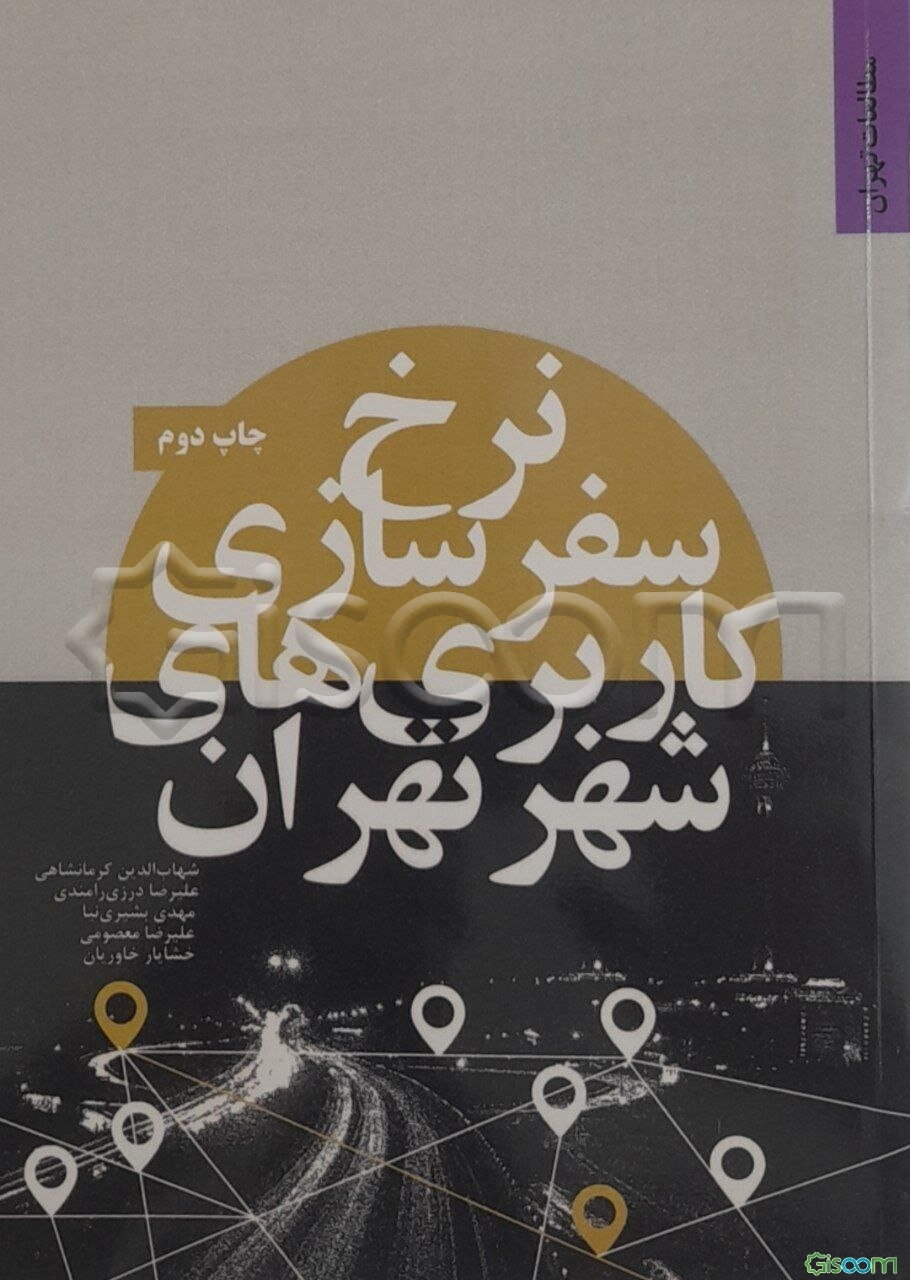 مطالعات تهران
نرخ
چاپ دوم
سفرسازی
کاربری‌های
شهر تهران
شهاب‌الدین کرمانشاهی
علیرضا درزی‌رامندی
مهدی بشیری‌نیا
علیرضا معصومی
خشایار خاوریان
Gisoom
Gisoom